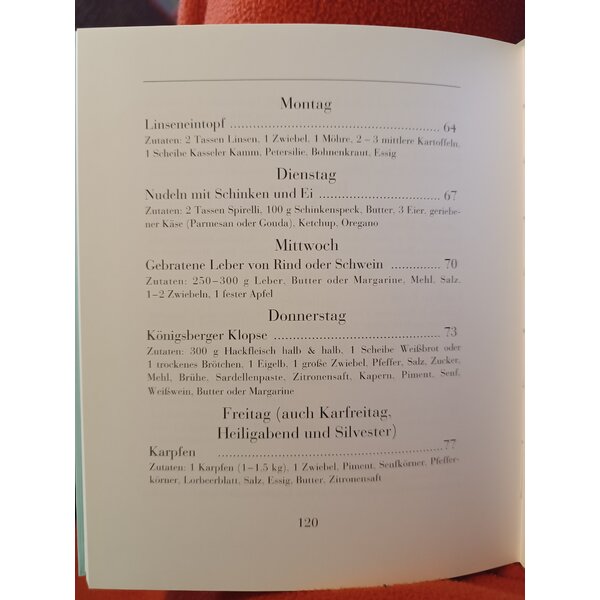 Montag
Linseneintopf ........................................ 64
Zutaten: 2 Tassen Linsen, 1 Zwiebel, 1 Möhre, 2 – 3 mittlere Kartoffeln,
1 Scheibe Kasseler Kamm, Petersilie, Bohnenkraut, Essig
Dienstag
Nudeln mit Schinken und Ei ....................... 67
Zutaten: 2 Tassen Spirelli, 100 g Schinkenspeck, Butter, 3 Eier, geriebe-
ner Käse (Parmesan oder Gouda), Ketchup, Oregano
Mittwoch
Gebratene Leber von Rind oder Schwein .......... 70
Zutaten: 250–300 g Leber, Butter oder Margarine, Mehl, Salz,
1–2 Zwiebeln, 1 fester Apfel
Donnerstag
Königsberger Klopse ................................ 73
Zutaten: 300 g Hackfleisch halb & halb, 1 Scheibe Weißbrot oder
1 trockenes Brötchen, 1 Eigelb, 1 große Zwiebel, Pfeffer, Salz, Zucker,
Mehl, Brühe, Sardellenpaste, Zitronensaft, Kapern, Piment, Senf,
Weißwein, Butter oder Margarine
Freitag (auch Karfreitag,
Heiligabend und Silvester)
Karpfen ........................................ 77
Zutaten: 1 Karpfen (1–1,5 kg), 1 Zwiebel, Piment, Senfkörner, Pfeffer-
körner, Lorbeerblatt, Salz, Essig, Butter, Zitronensaft
120